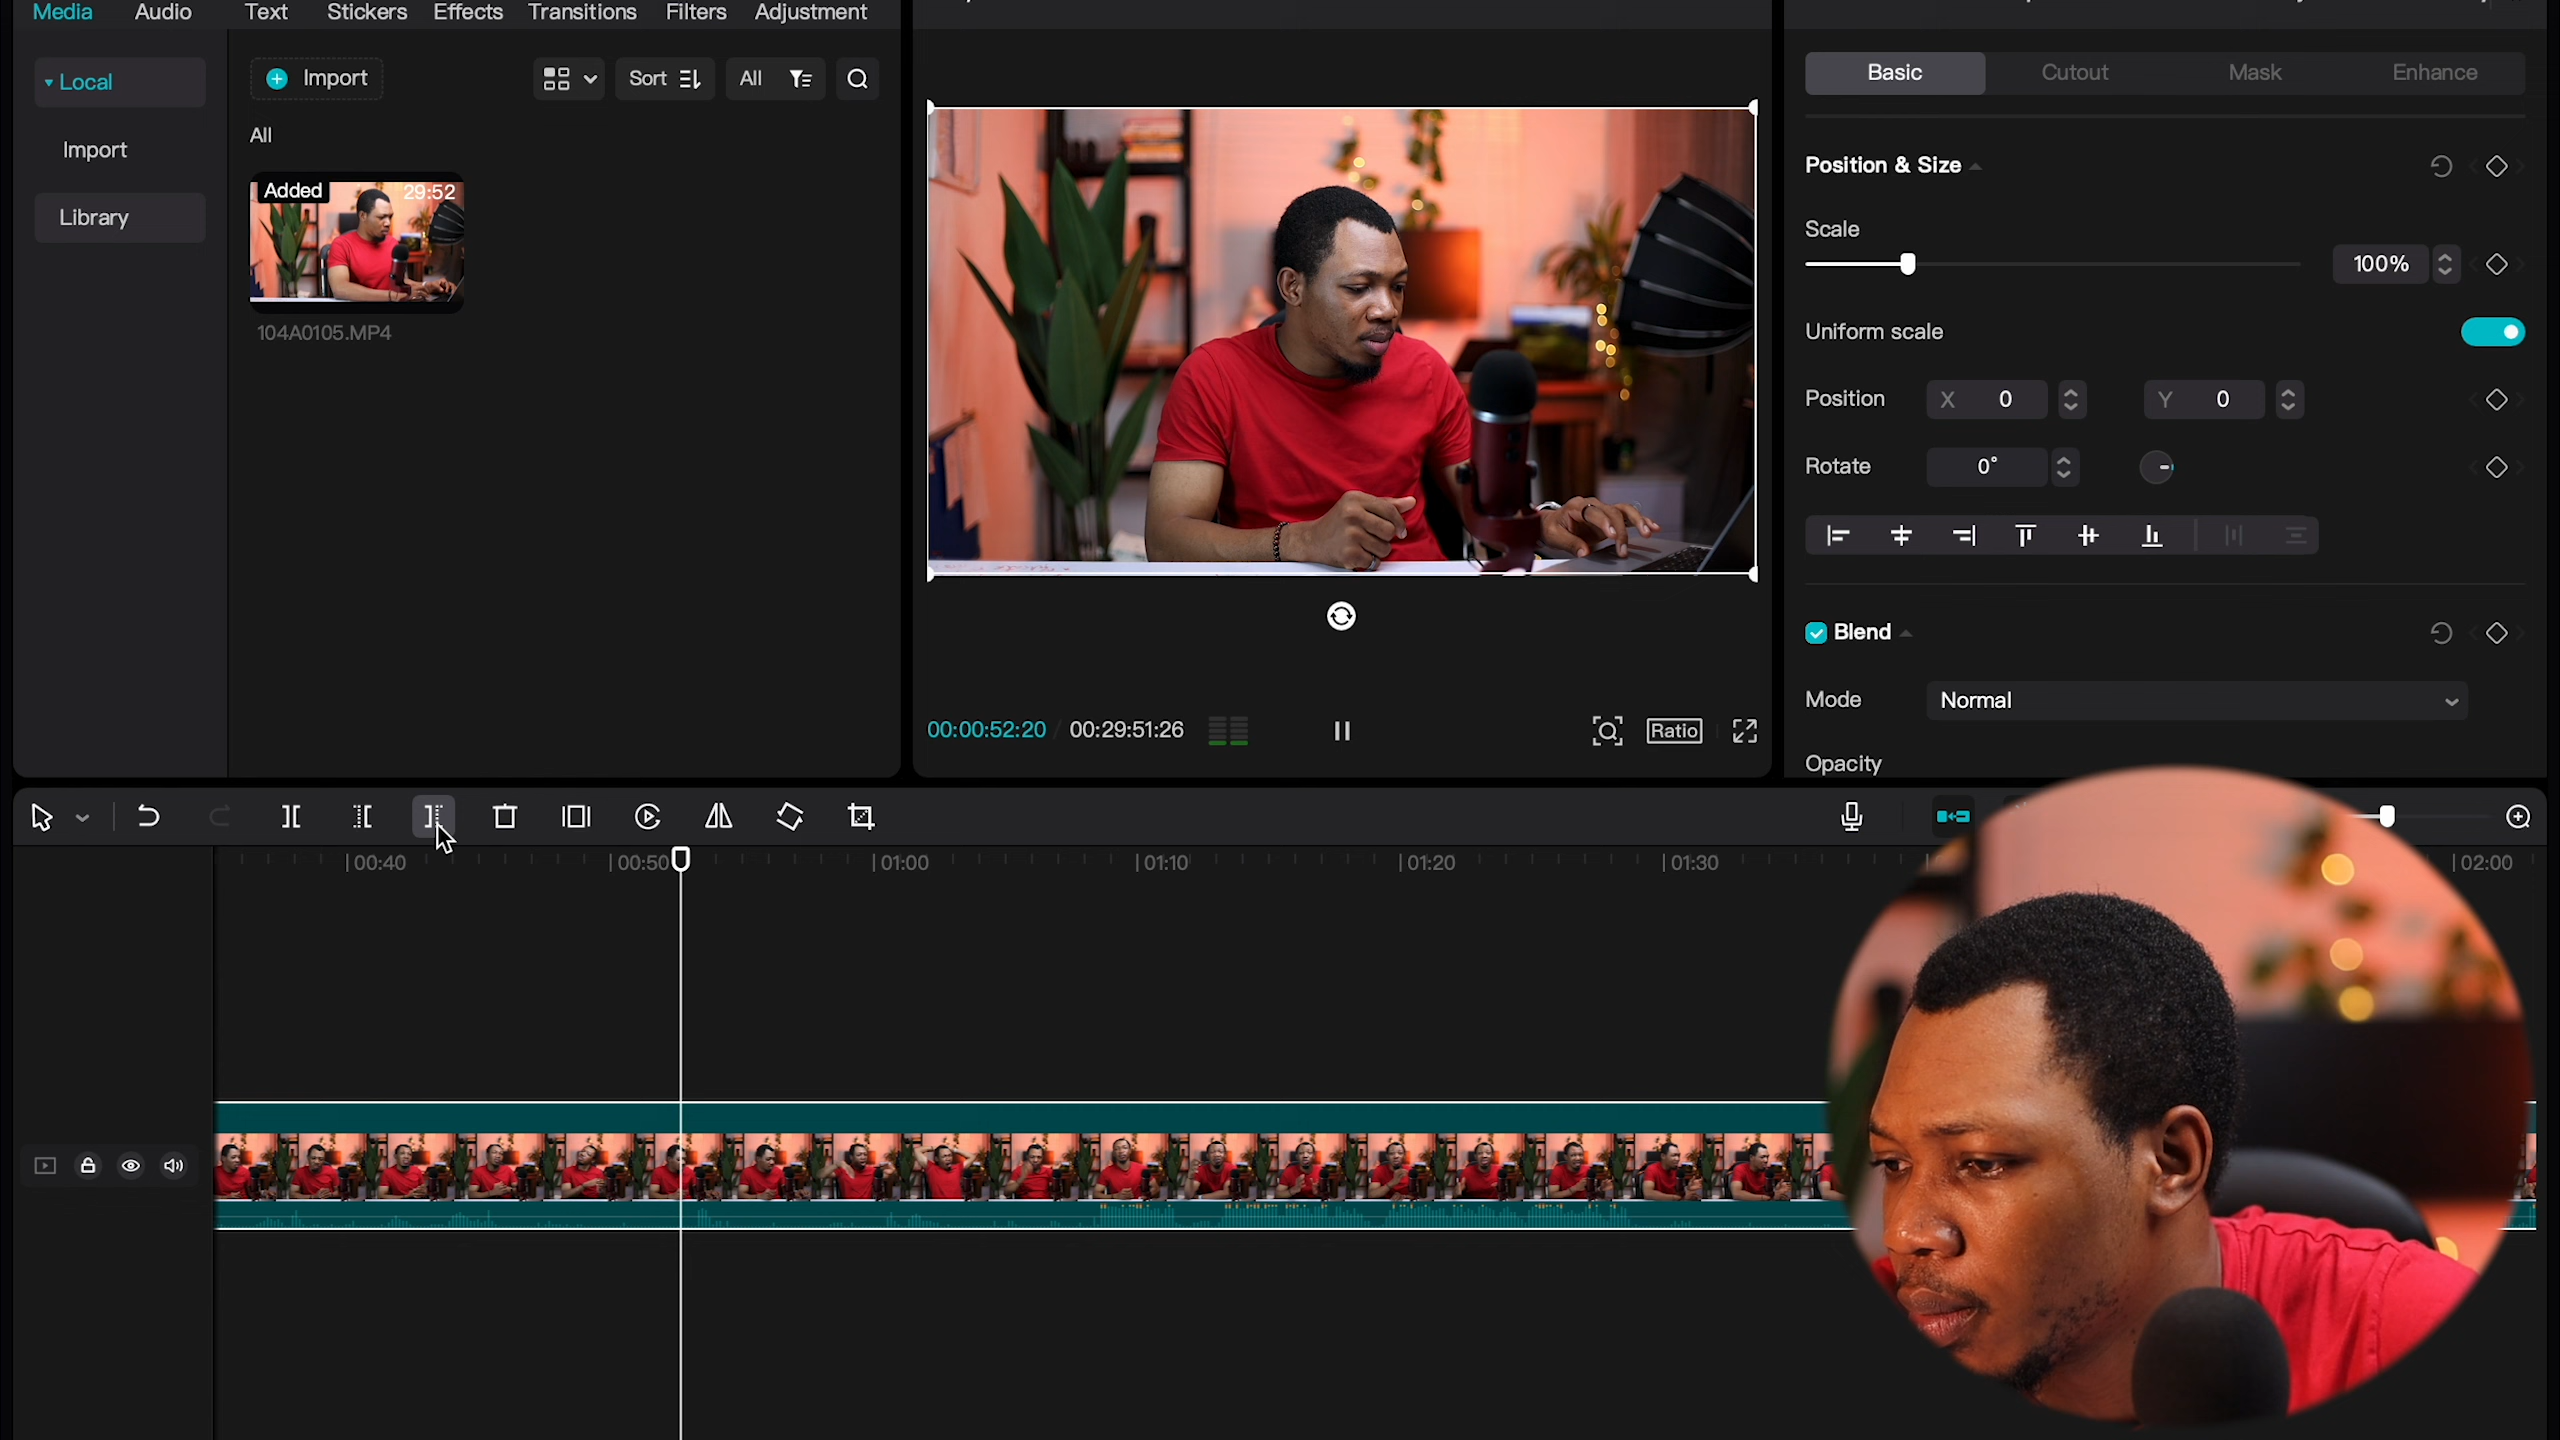 Media Audio Text Stickers Effects Transitions Filters Adjustment
Local
Import
Library
Import
Sort
All
All
Added 29:52
104A0105.MP4
00:00:52:20 / 00:29:51:26
Ratio
Basic Cutout Mask Enhance
Position & Size
Scale
100%
Uniform scale
Position X 0 Y 0
Rotate 0°
Blend
Mode Normal
Opacity
00:40 00:50 01:00 01:10 01:20 01:30 02:00